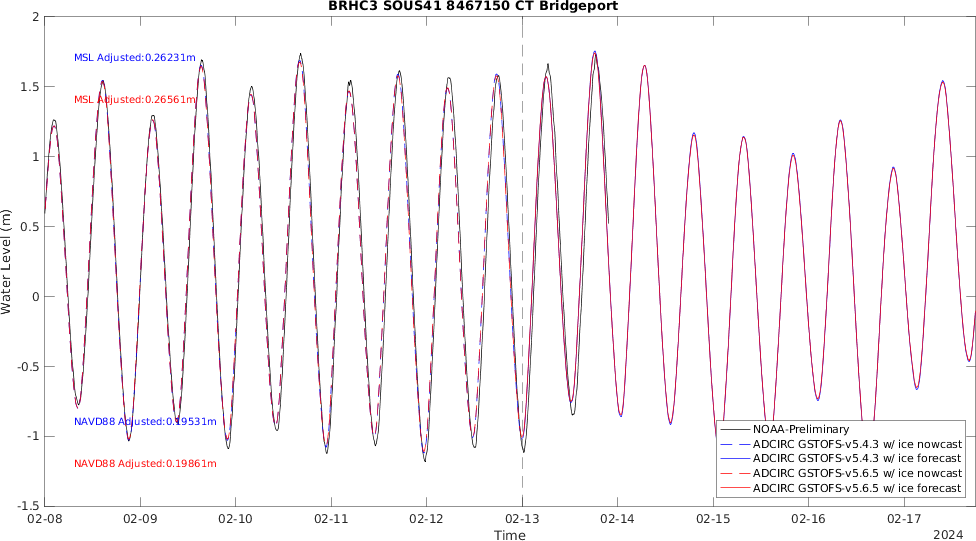 BRHC3 SOUS41 8467150 CT Bridgeport
2
MSL Adjusted:0.26231m
1.5
MSL Adjusted:0.26561m
1
0.5
Water Level (m)
0
-0.5
NAVD88 Adjusted:0.19531m
-1
NAVD88 Adjusted:0.19861m
-1.5
NOAA-Preliminary
ADCIRC GSTOFS-v5.4.3 w/ ice nowcast
ADCIRC GSTOFS-v5.4.3 w/ ice forecast
ADCIRC GSTOFS-v5.6.5 w/ ice nowcast
ADCIRC GSTOFS-v5.6.5 w/ ice forecast
02-08 02-09 02-10 02-11 02-12 02-13 02-14 02-15 02-16 02-17
Time
2024